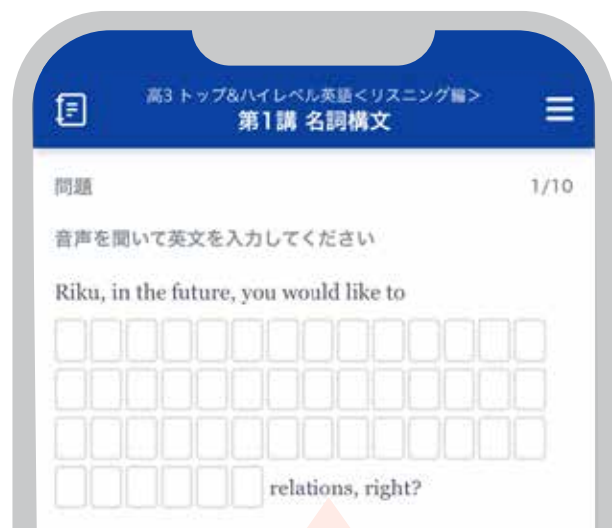 高3 トップ&ハイレベル英語<リスニング編>
第1講 名詞構文
問題 1/10
音声を聞いて英文を入力してください
Riku, in the future, you would like to
relations, right?